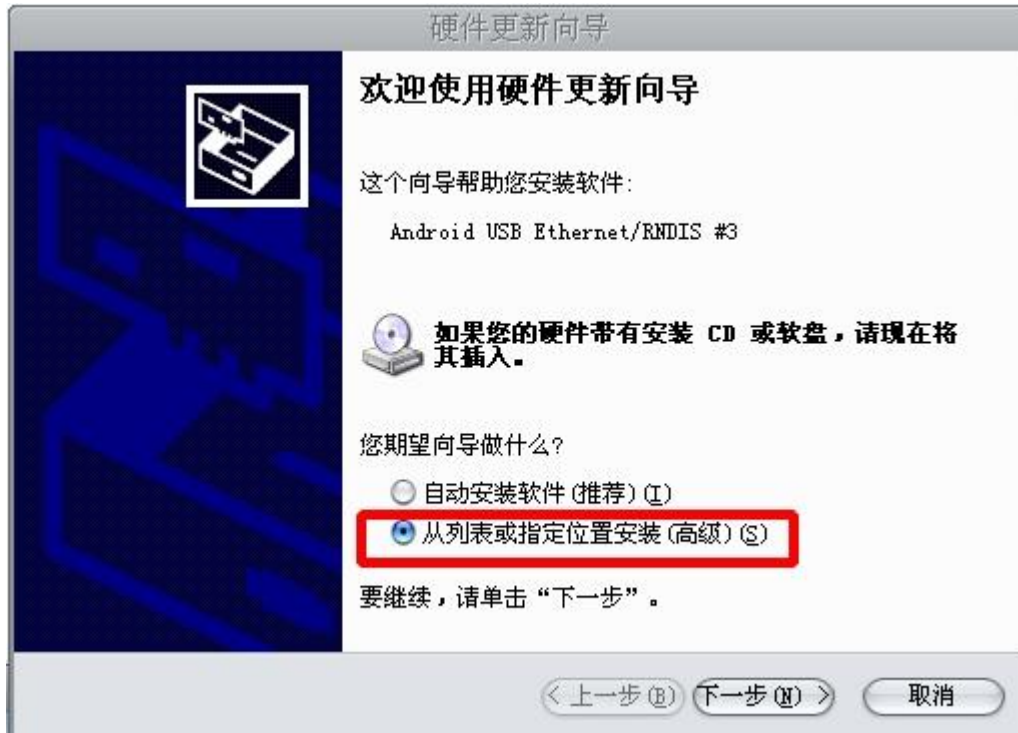 硬件更新向导
欢迎使用硬件更新向导
这个向导帮助您安装软件:
Android USB Ethernet/RNDIS #3
如果您的硬件带有安装 CD 或软盘，请现在将
其插入。
您期望向导做什么?
自动安装软件(推荐)(I)
从列表或指定位置安装(高级)(S)
要继续，请单击“下一步”。
< 上一步(B) 下一步(N) > 取消